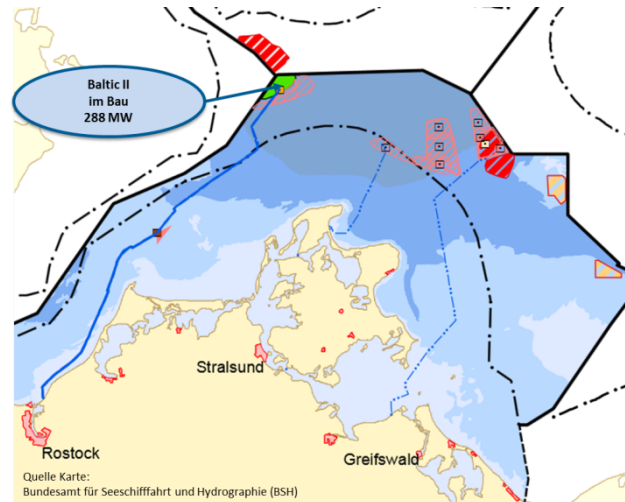 Baltic II
im Bau
288 MW
Stralsund
Rostock
Greifswald
Quelle Karte:
Bundesamt für Seeschifffahrt und Hydrographie (BSH)